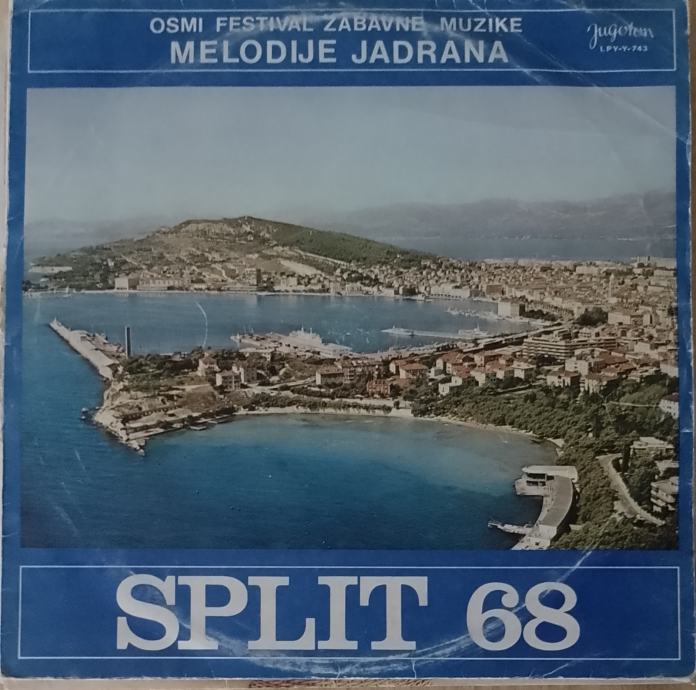 OSMI FESTIVAL ZABAVNE MUZIKE
MELODIJE JADRANA
Jugoton
LPY-V-743
SPLIT 68